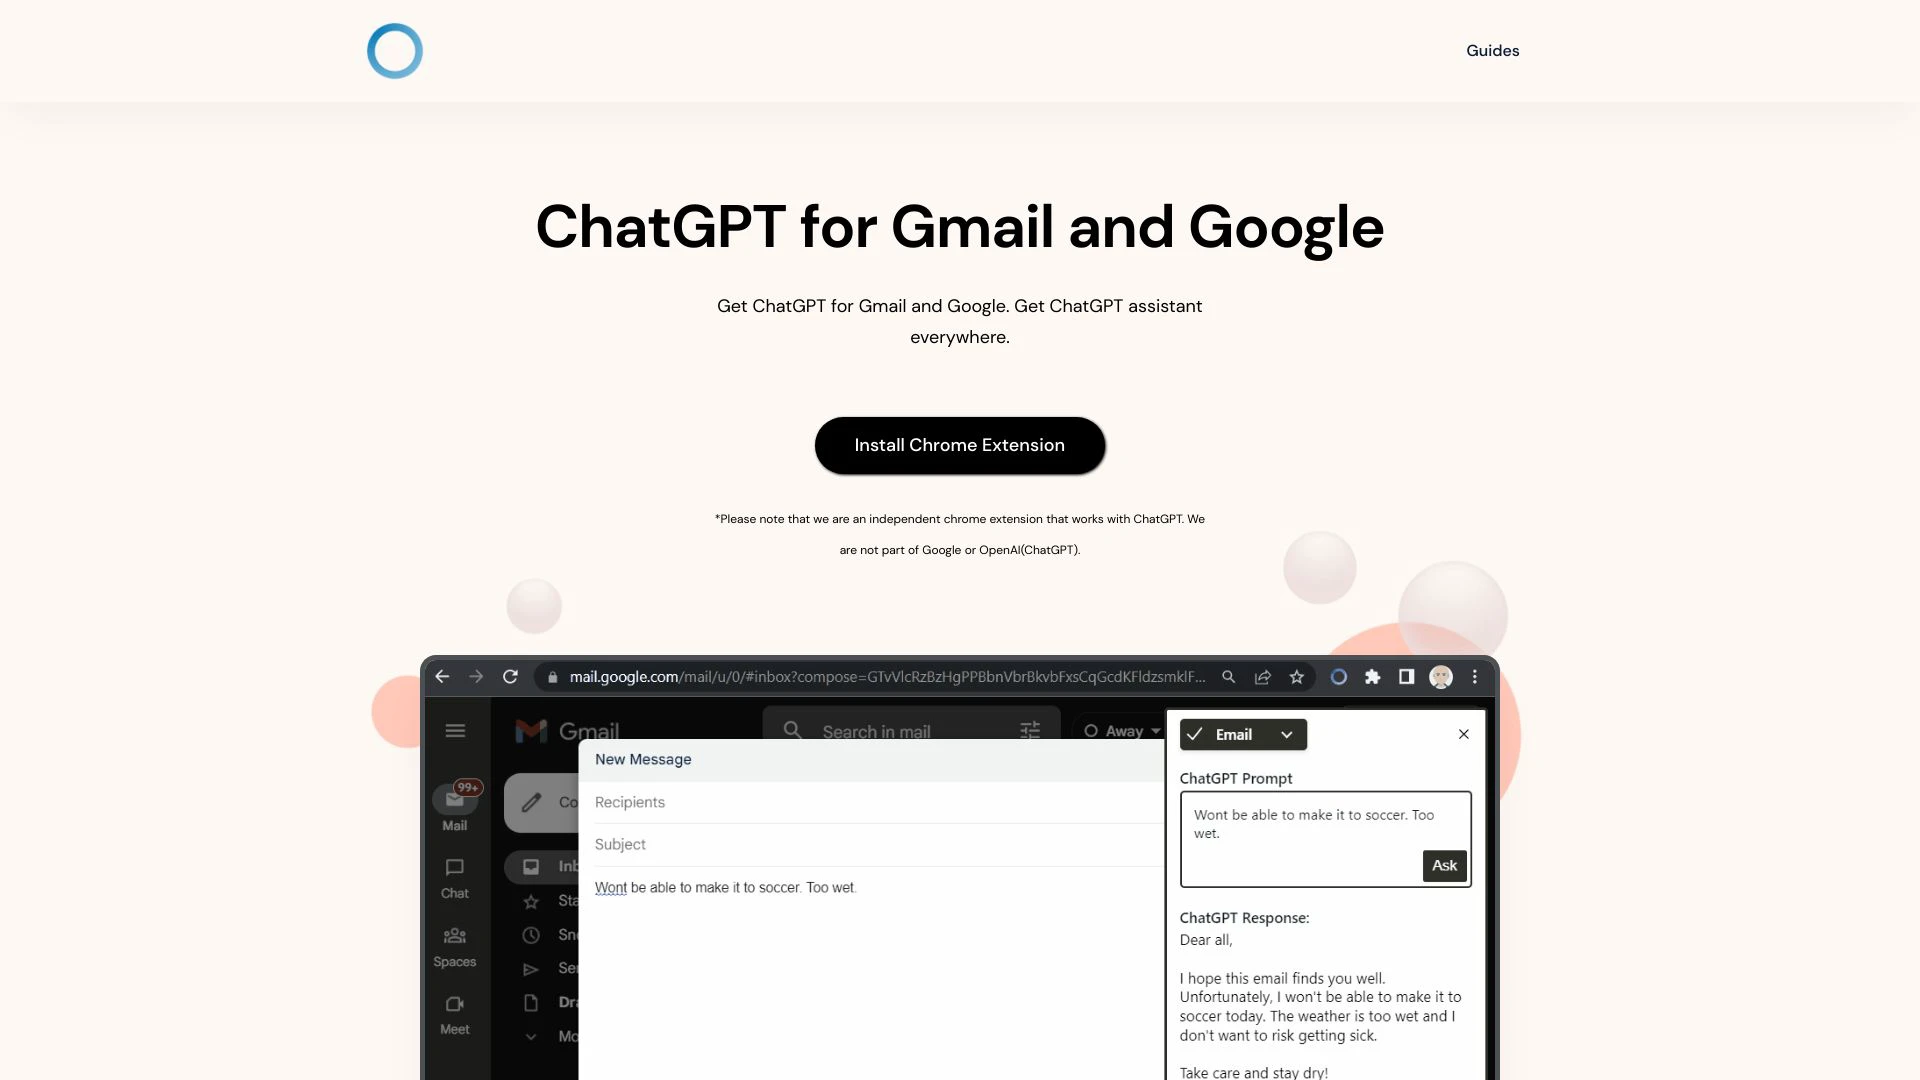 Guides
ChatGPT for Gmail and Google
Get ChatGPT for Gmail and Google. Get ChatGPT assistant
everywhere.
Install Chrome Extension
*Please note that we are an independent chrome extension that works with ChatGPT. We
are not part of Google or OpenAI(ChatGPT).
mail.google.com/mail/u/0/#inbox?compose=GTvVlcRzBzHgPPBbnVbrBkvbFxsCqGcdKFldzsmklF...
Gmail
Search in mail
Away
Email
New Message
ChatGPT Prompt
99+
Recipients
Co
Wont be able to make it to soccer. Too
wet.
Mail
Subject
Inb
Ask
Wont be able to make it to soccer. Too wet.
Chat
Sta
ChatGPT Response:
Sno
Dear all,
Spaces
Sen
I hope this email finds you well.
Unfortunately, I won't be able to make it to
Dra
soccer today. The weather is too wet and I
Meet
Mo
don't want to risk getting sick.
Take care and stay dry!